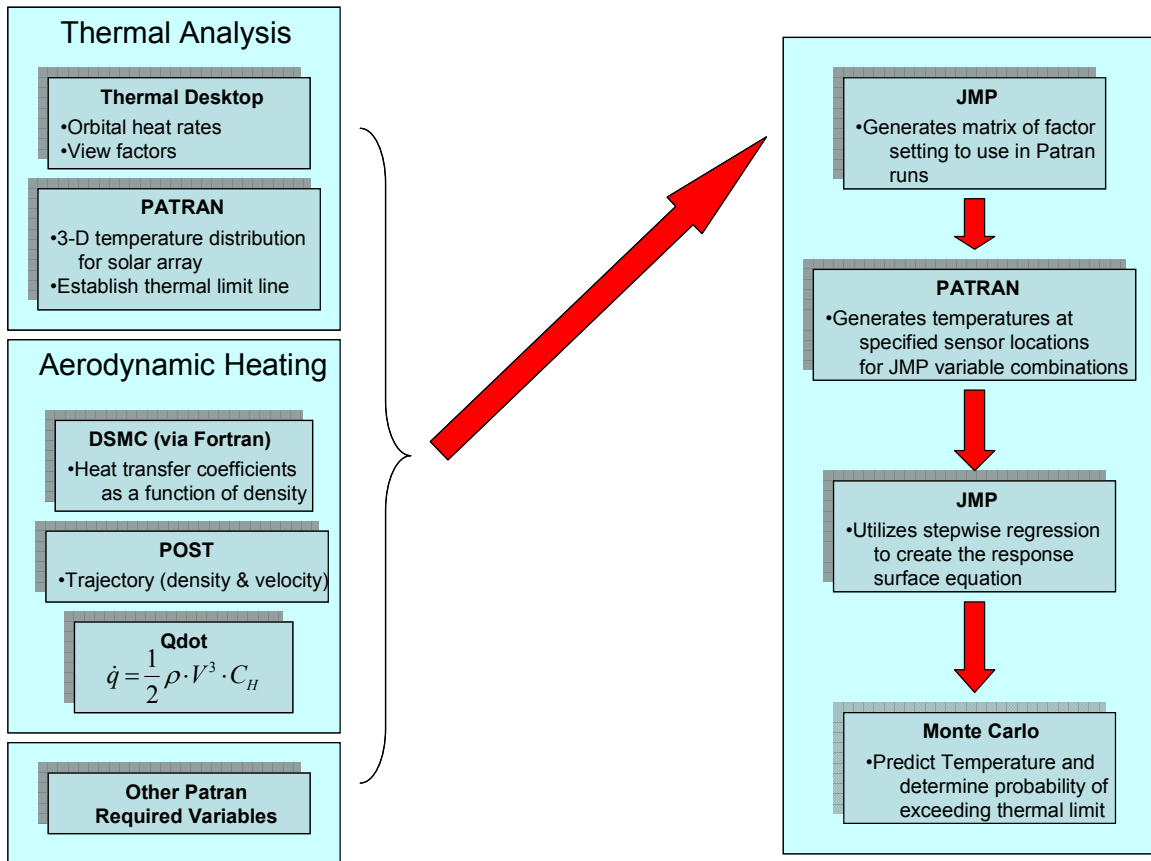 Thermal Analysis
Thermal Desktop
•Orbital heat rates
•View factors
PATRAN
•3-D temperature distribution
for solar array
•Establish thermal limit line
Aerodynamic Heating
DSMC (via Fortran)
•Heat transfer coefficients
as a function of density
POST
•Trajectory (density & velocity)
Qdot
q̇ = 1/2 ρ · V³ · C_H
Other Patran
Required Variables
JMP
•Generates matrix of factor
setting to use in Patran
runs
PATRAN
•Generates temperatures at
specified sensor locations
for JMP variable combinations
JMP
•Utilizes stepwise regression
to create the response
surface equation
Monte Carlo
•Predict Temperature and
determine probability of
exceeding thermal limit